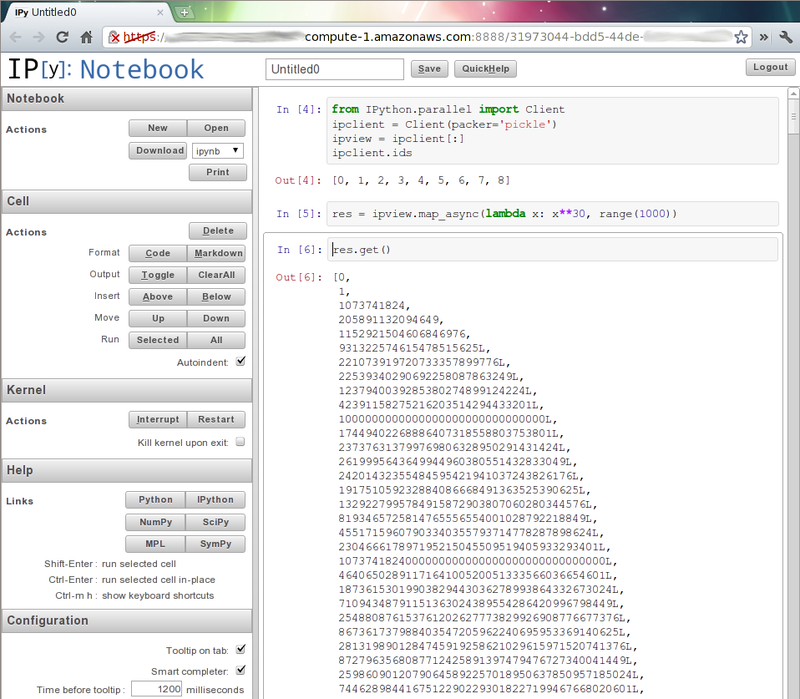 IPy Untitled0
https:// compute-1.amazonaws.com:8888/31973044-bdd5-44de-
IP[y]: Notebook
Untitled0
Save
QuickHelp
Logout
Notebook
Actions New Open
Download ipynb
Print
Cell
Actions Delete
Format Code Markdown
Output Toggle ClearAll
Insert Above Below
Move Up Down
Run Selected All
Autoindent:
Kernel
Actions Interrupt Restart
Kill kernel upon exit:
Help
Links Python IPython
NumPy SciPy
MPL SymPy
Shift-Enter : run selected cell
Ctrl-Enter : run selected cell in-place
Ctrl-m h : show keyboard shortcuts
Configuration
Tooltip on tab:
Smart completer:
Time before tooltip : 1200 milliseconds
In [4]: from IPython.parallel import Client
ipclient = Client(packer='pickle')
ipview = ipclient[:]
ipclient.ids
Out[4]: [0, 1, 2, 3, 4, 5, 6, 7, 8]
In [5]: res = ipview.map_async(lambda x: x**30, range(1000))
In [6]: res.get()
Out[6]: [0,
1,
1073741824,
205891132094649,
1152921504606846976,
931322574615478515625L,
221073919720733357899776L,
22539340290692258087863249L,
1237940039285380274899124224L,
42391158275216203514294433201L,
1000000000000000000000000000000L,
17449402268886407318558803753801L,
237376313799769806328950291431424L,
2619995643649944960380551432833049L,
24201432355484595421941037243826176L,
191751059232884086668491363525390625L,
1329227995784915872903807060280344576L,
8193465725814765556554001028792218849L,
45517159607903340355793714778287898624L,
230466617897195215045509519405933293401L,
1073741824000000000000000000000000000000L,
4640650289117164100520051333566036654601L,
18736153019903829443036278998643326730​24L,
71094348791151363024389554286420996798449L,
254880876153761202627773829926908776677376L,
867361737988403547205962240695953369140625L,
2813198901284745919258621029615971520741376L,
8727963568087712425891397479476727340041449L,
25986090120790645892257018950637850957185024L,
74462898441675122902293018227199467668020601L,